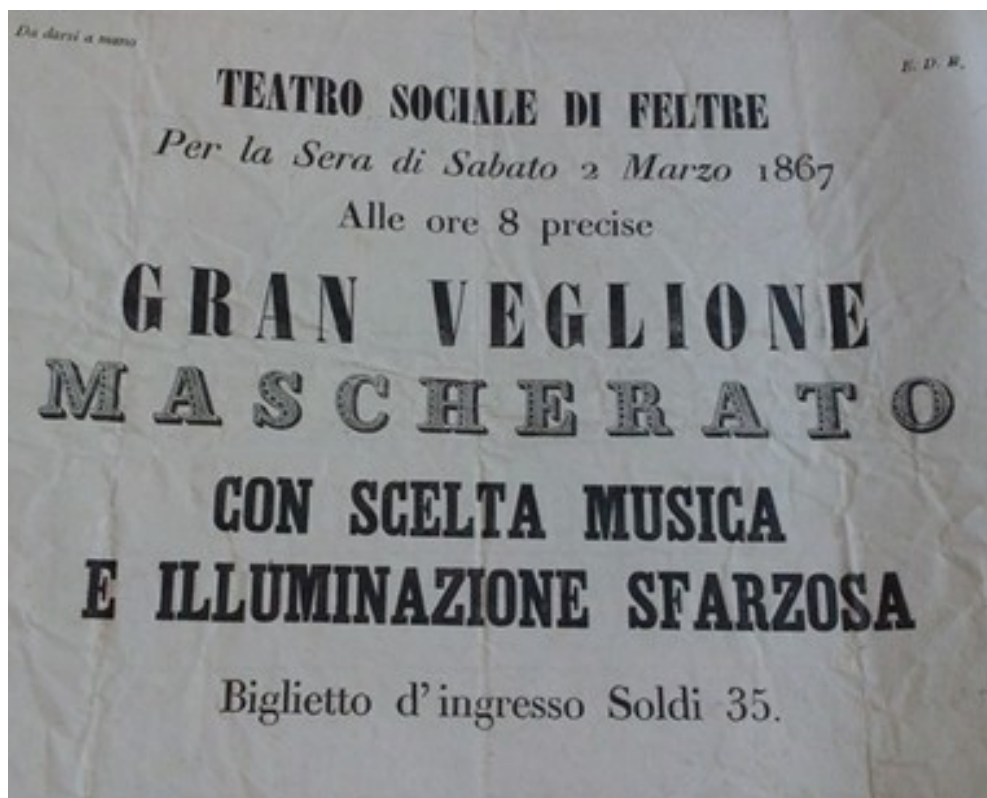 Da darsi a mano
E. D. R.
TEATRO SOCIALE DI FELTRE
Per la Sera di Sabato 2 Marzo 1867
Alle ore 8 precise
GRAN VEGLIONE
MASCHERATO
CON SCELTA MUSICA
E ILLUMINAZIONE SFARZOSA
Biglietto d'ingresso Soldi 35.